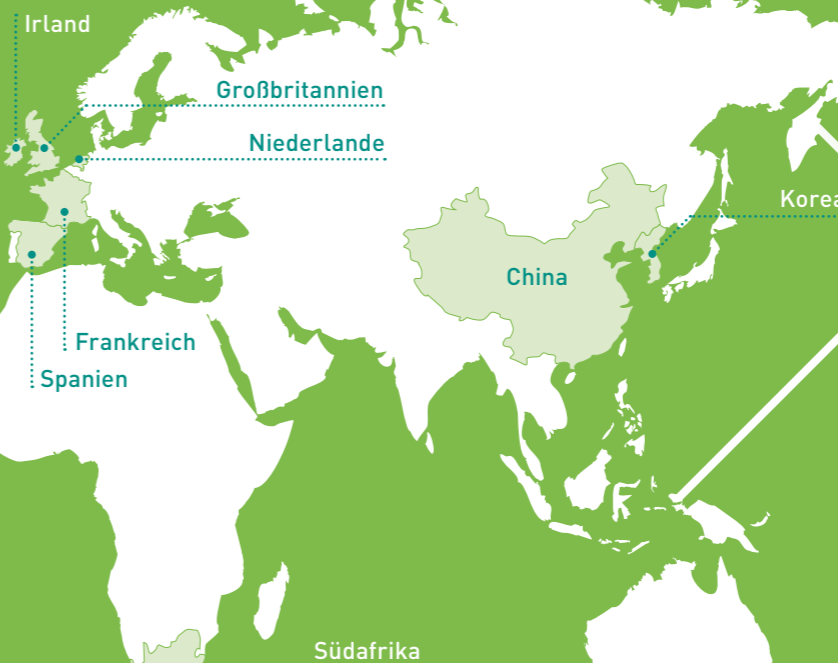 Irland
Großbritannien
Niederlande
Korea
China
Frankreich
Spanien
Südafrika